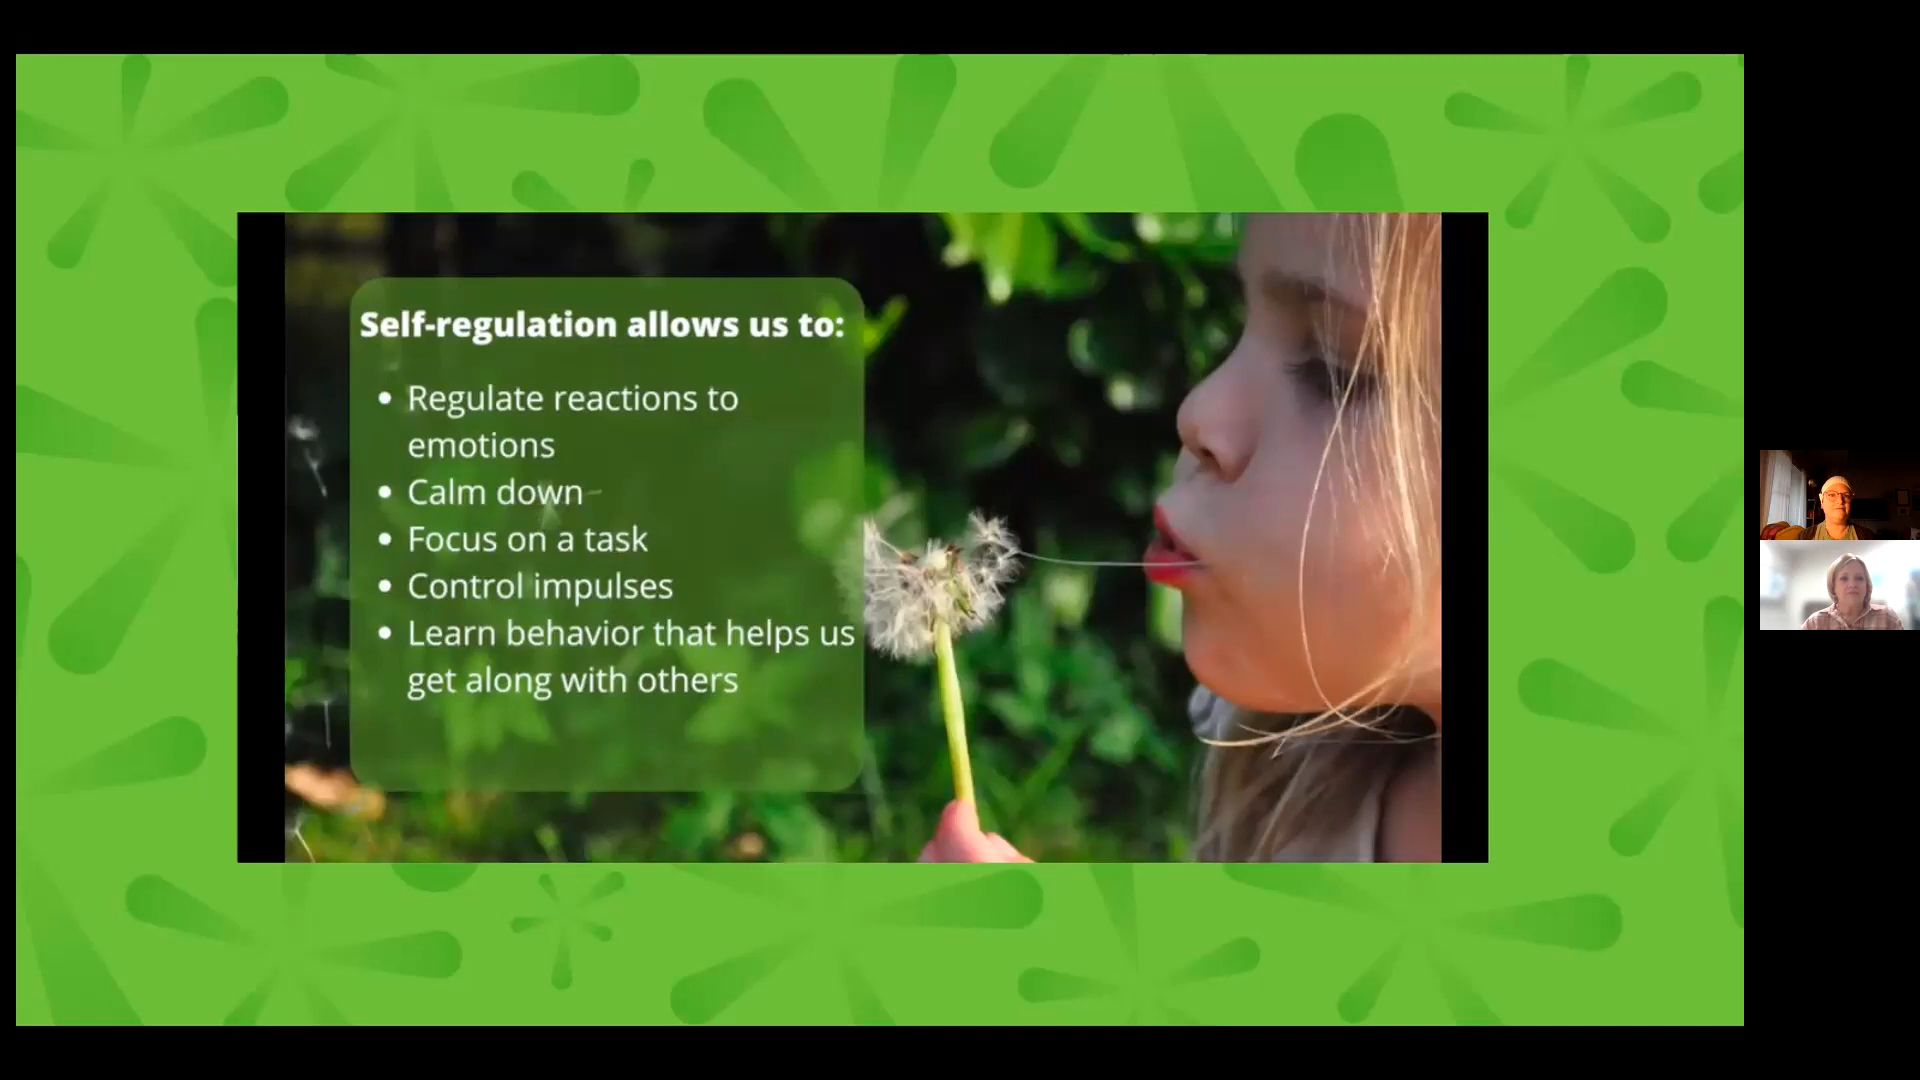 Self-regulation allows us to:
• Regulate reactions to
emotions
• Calm down
• Focus on a task
• Control impulses
• Learn behavior that helps us
get along with others